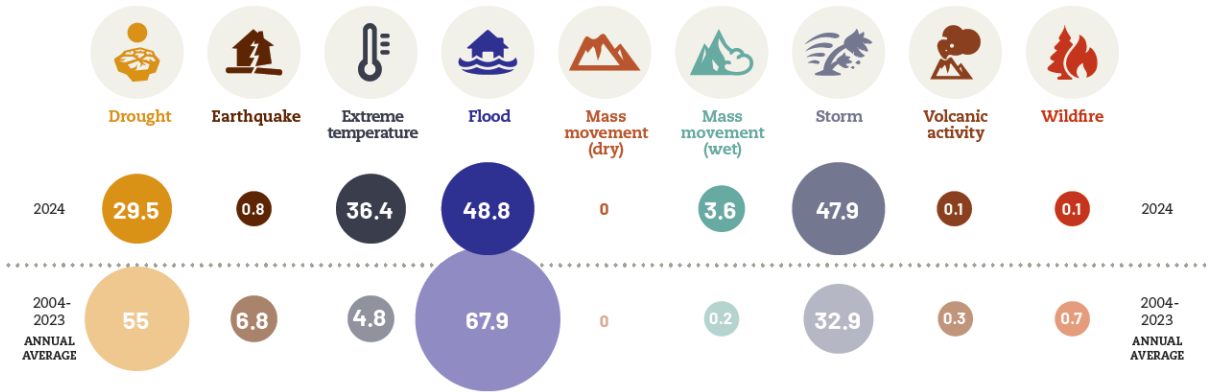 Drought
Earthquake
Extreme
temperature
Flood
Mass
movement
(dry)
Mass
movement
(wet)
Storm
Volcanic
activity
Wildfire
2024
29.5
0.8
36.4
48.8
0
3.6
47.9
0.1
0.1
2024
2004-
2023
ANNUAL
AVERAGE
55
6.8
4.8
67.9
0
0.2
32.9
0.3
0.7
2004-
2023
ANNUAL
AVERAGE